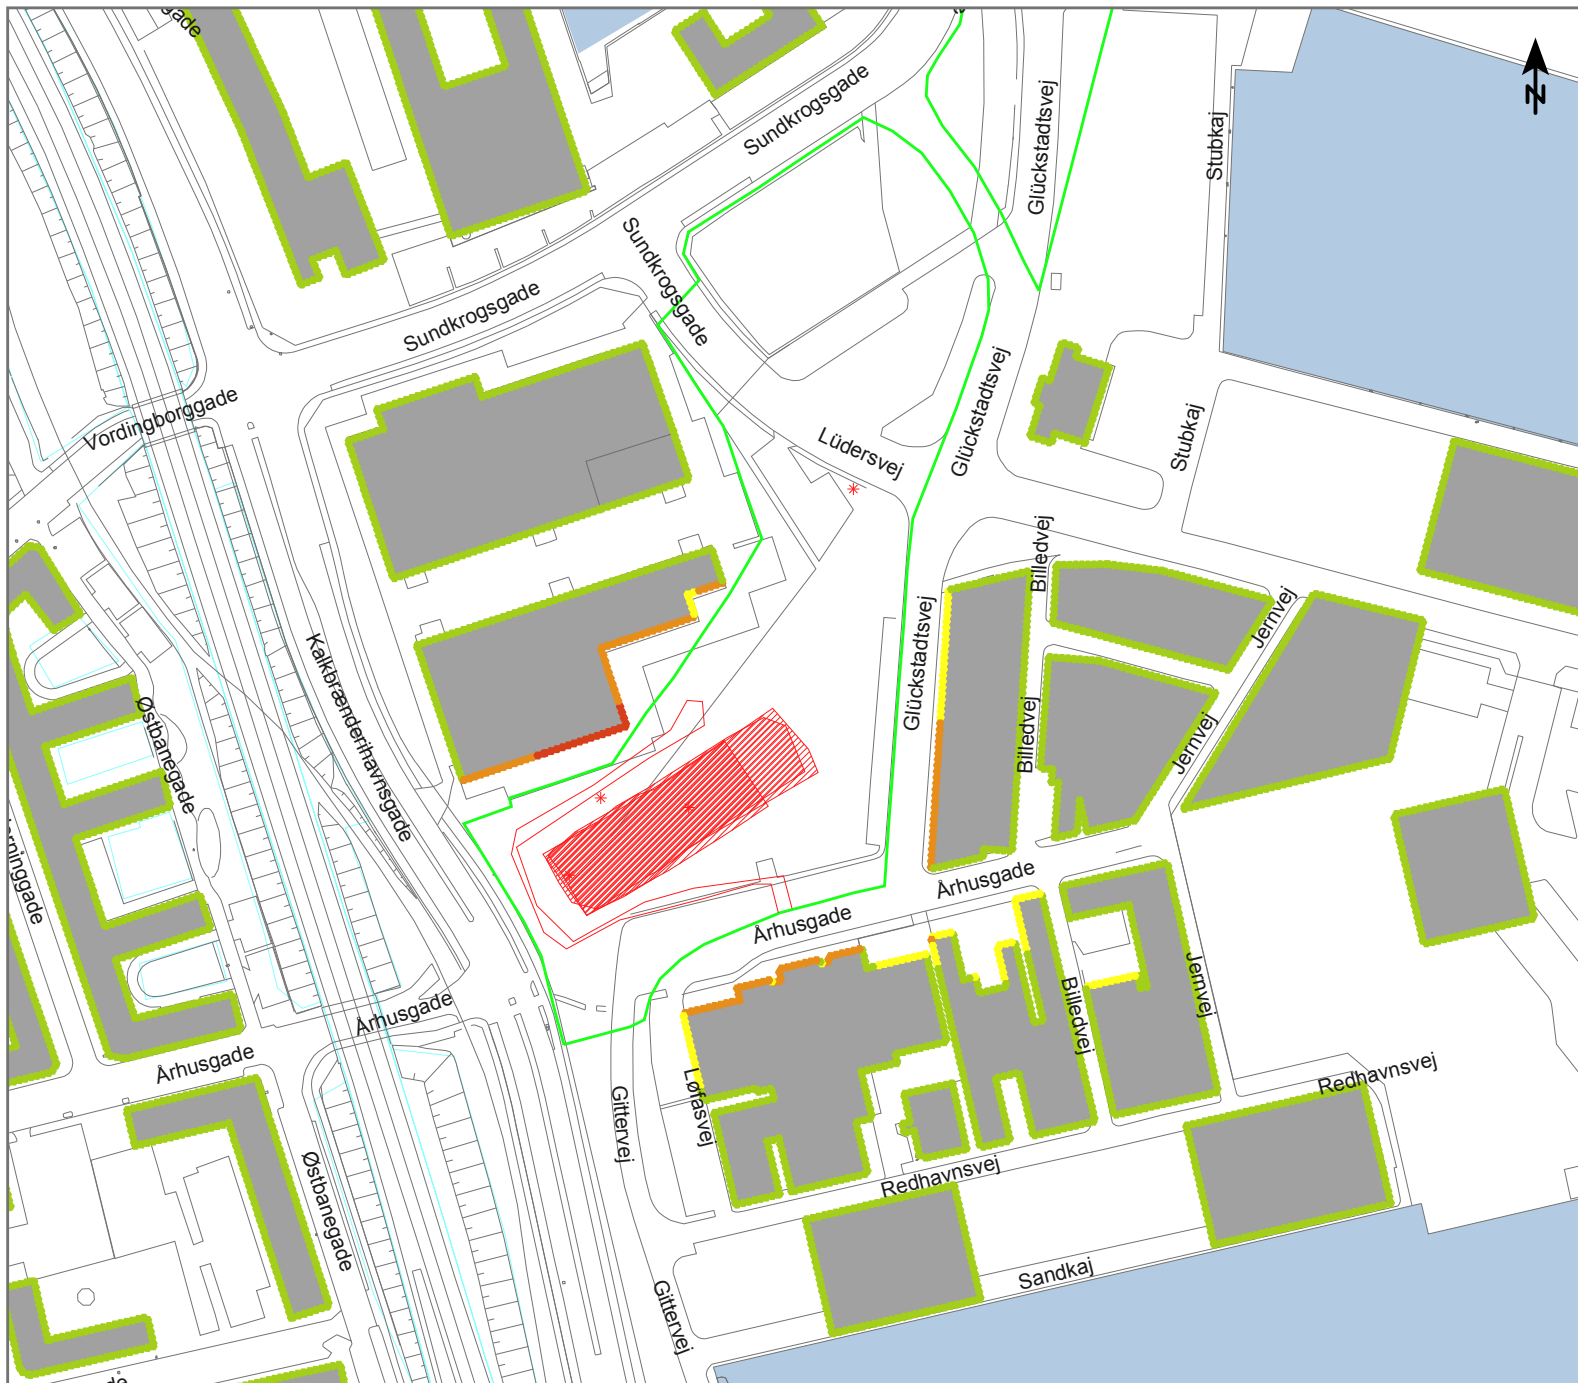 gade
Sundkrogsgade
Glückstadtsvej
Stubkaj
Sundkrogsgade
Sundkrogsgade
N
Vordingborggade
Lüdersvej
Glückstadtsvej
Stubkaj
Billedvej
Jernvej
Glückstadtsvej
Kalkbrænderihavnsgade
Østbanegade
Billedvej
Jernvej
Århusgade
Århusgade
Århusgade
Århusgade
Jernvej
Billedvej
Løfasvej
Gittervej
Redhavnsvej
Redhavnsvej
Østbanegade
Sandkaj
Gittervej